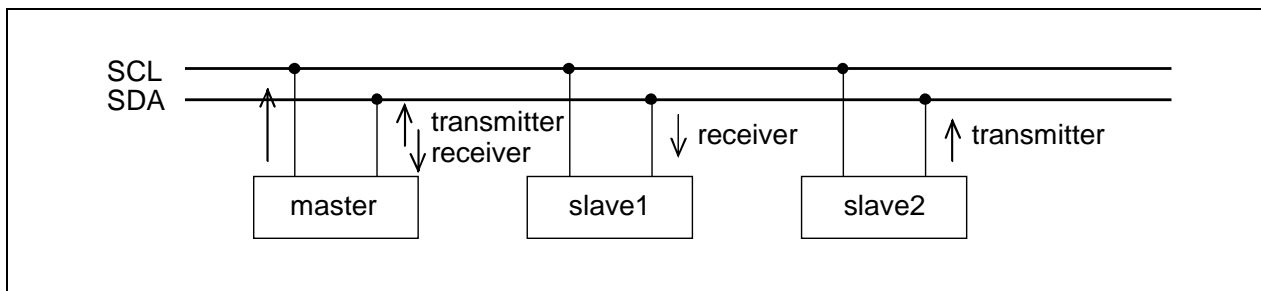 SCL
SDA
transmitter
receiver
receiver
transmitter
master
slave1
slave2